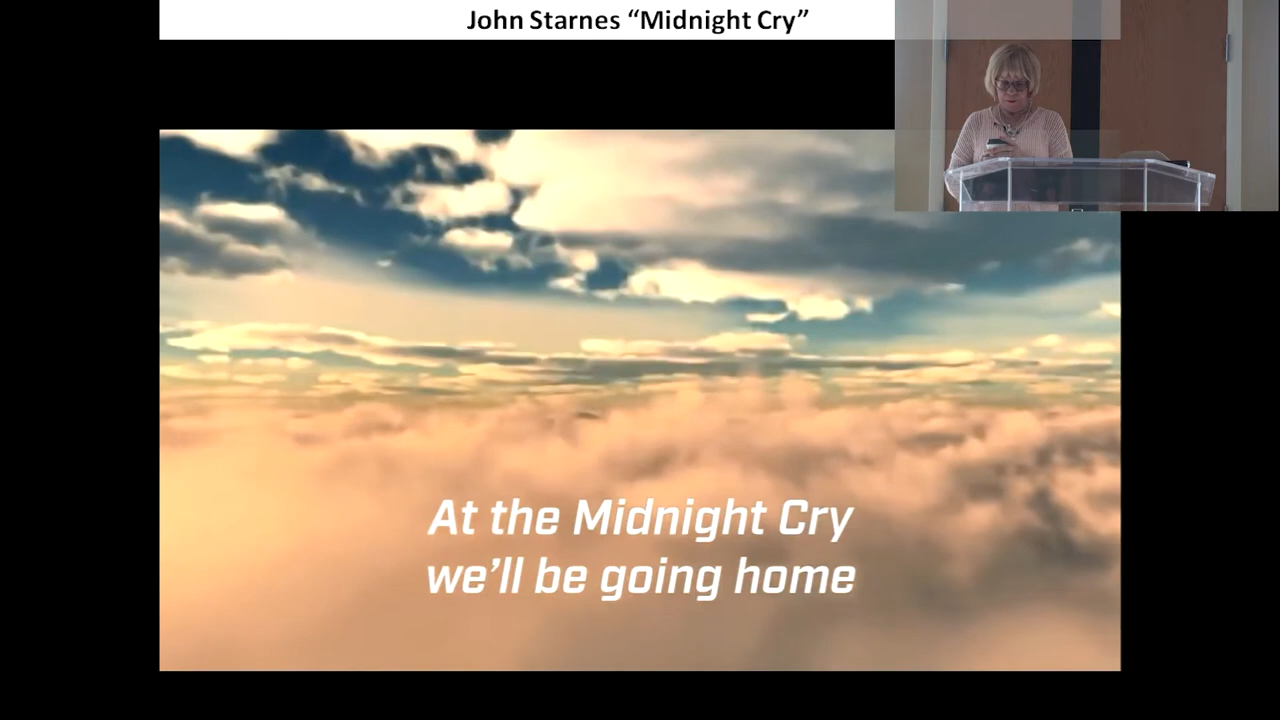 John Starnes “Midnight Cry”
At the Midnight Cry
we’ll be going home